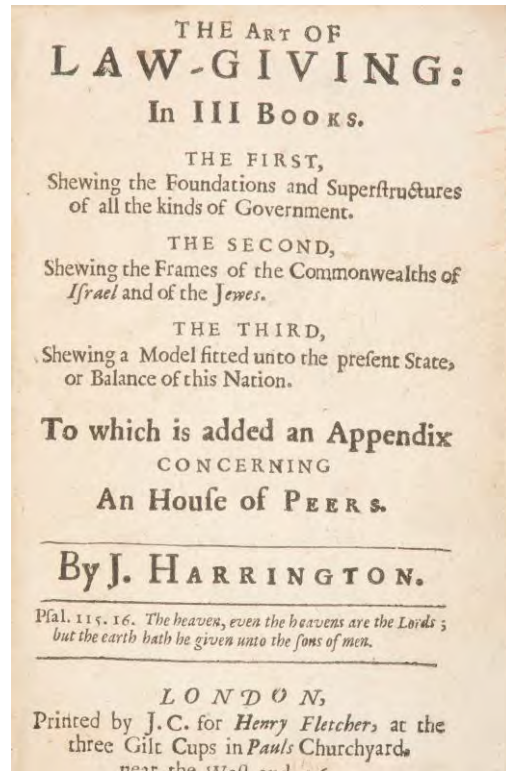 THE ART OF
LAW-GIVING:
In III BOOKS.
THE FIRST,
Shewing the Foundations and Superſtructures
of all the kinds of Government.
THE SECOND,
Shewing the Frames of the Commonwealths of
Iſrael and of the Jewes.
THE THIRD,
Shewing a Model fitted unto the preſent State,
or Balance of this Nation.
To which is added an Appendix
CONCERNING
An Houſe of PEERS.
By J. HARRINGTON.
Pſal. 115. 16. The heaven, even the heavens are the Lords ;
but the earth hath he given unto the ſons of men.
LONDON,
Printed by J.C. for Henry Fletcher, at the
three Gilt Cups in Pauls Churchyard.
near the